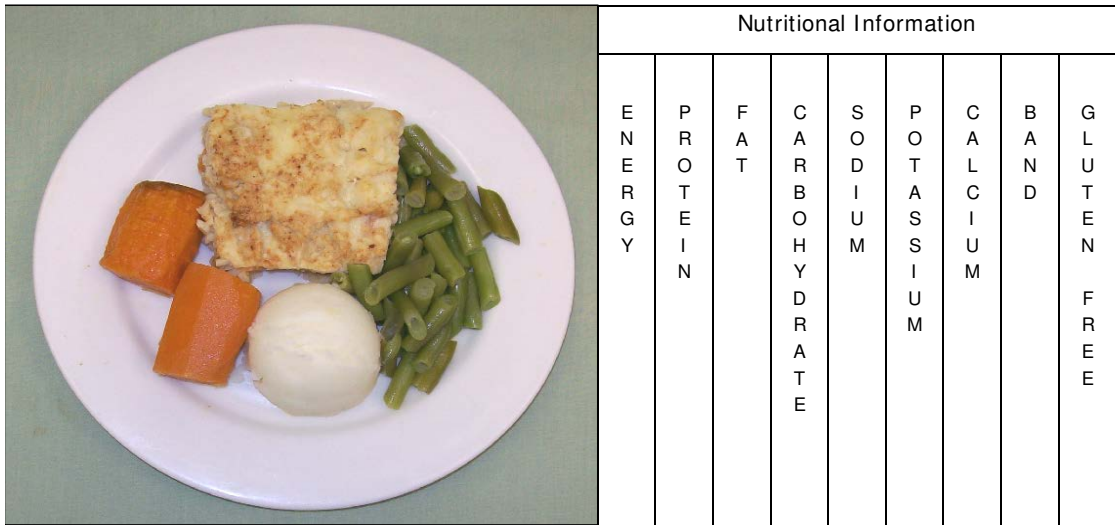 Nutritional Information
ENERGY
PROTEIN
FAT
CARBOHYDRATE
SODIUM
POTASSIUM
CALCIUM
BAND
GLUTEN FREE